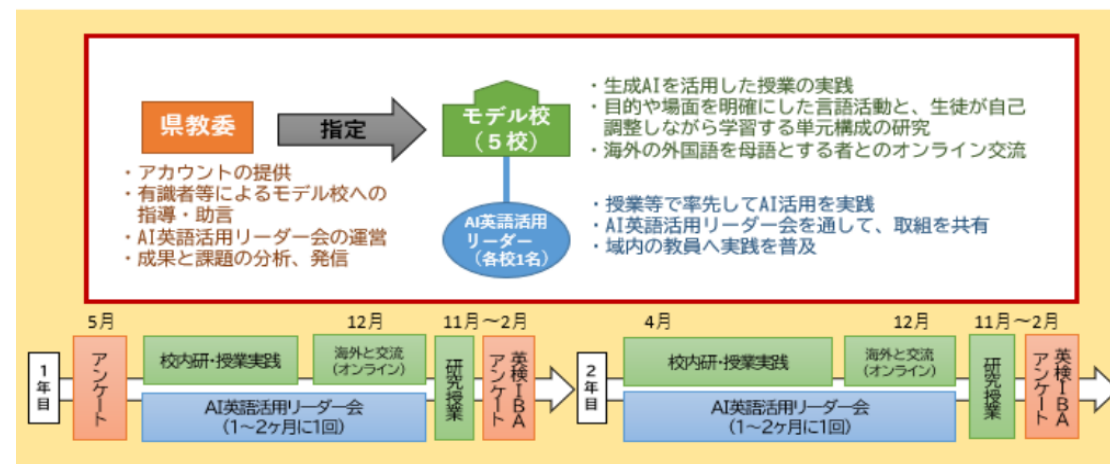 県教委
指定
モデル校
（５校）
・生成AIを活用した授業の実践
・目的や場面を明確にした言語活動と、生徒が自己
調整しながら学習する単元構成の研究
・海外の外国語を母語とする者とのオンライン交流
・アカウントの提供
・有識者等によるモデル校への
指導・助言
・AI英語活用リーダー会の運営
・成果と課題の分析、発信
AI英語活用
リーダー
（各校1名）
・授業等で率先してAI活用を実践
・AI英語活用リーダー会を通して、取組を共有
・域内の教員へ実践を普及
5月
12月
11月～2月
4月
12月
11月～2月
1年目
アンケート
校内研・授業実践
海外と交流
（オンライン）
AI英語活用リーダー会
（1～2ヶ月に1回）
研究授業
英検IBA
アンケート
2年目
校内研・授業実践
海外と交流
（オンライン）
AI英語活用リーダー会
（1～2ヶ月に1回）
研究授業
英検IBA
アンケート